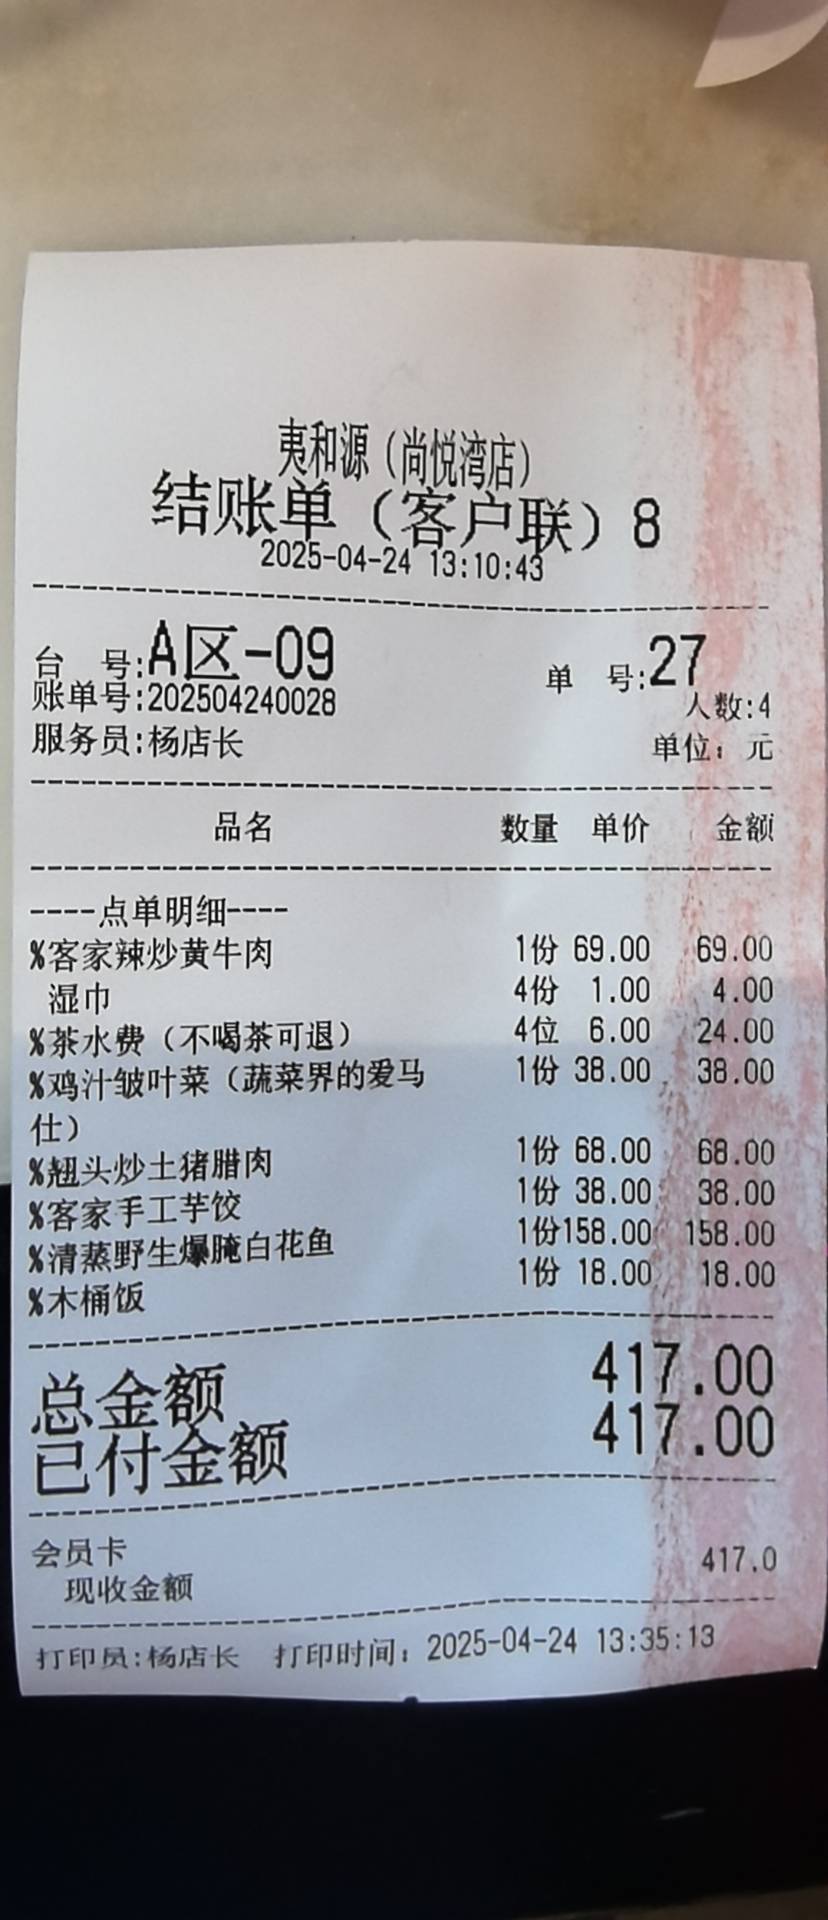 夷和源（尚悦湾店）
结账单（客户联）8
2025-04-24 13:10:43
台 号:A区-09 单 号:27
账单号:202504240028 人数:4
服务员:杨店长 单位：元
品名 数量 单价 金额
----点单明细----
%客家辣炒黄牛肉 1份 69.00 69.00
湿巾 4份 1.00 4.00
%茶水费（不喝茶可退） 4位 6.00 24.00
%鸡汁皱叶菜（蔬菜界的爱马 1份 38.00 38.00
仕）
%翘头炒土猪腊肉 1份 68.00 68.00
%客家手工芋饺 1份 38.00 38.00
%清蒸野生爆腌白花鱼 1份158.00 158.00
%木桶饭 1份 18.00 18.00
总金额 417.00
已付金额 417.00
会员卡 417.0
现收金额
打印员:杨店长 打印时间：2025-04-24 13:35:13